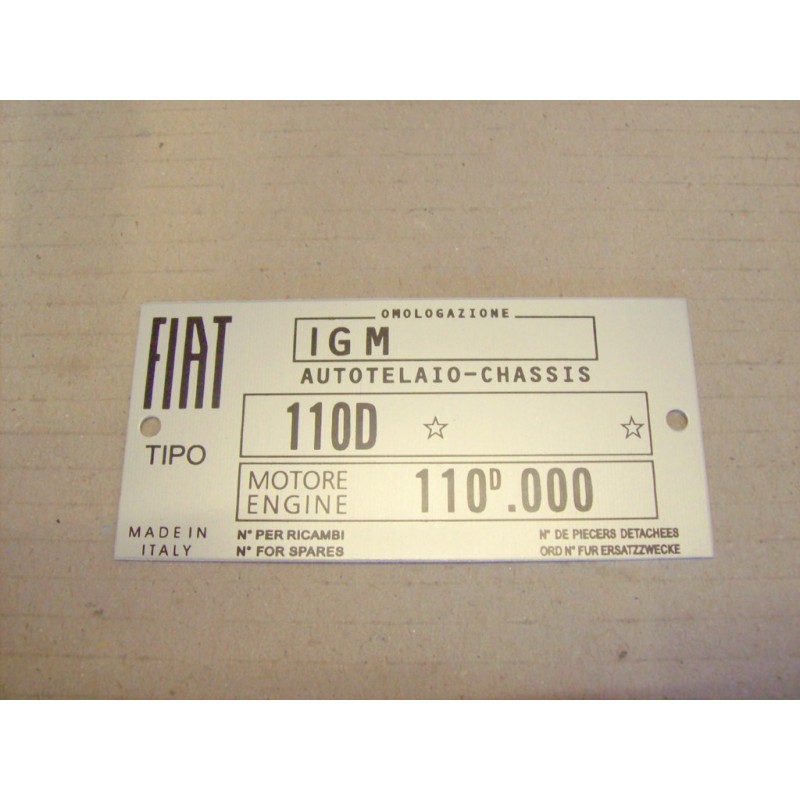 FIAT
OMOLOGAZIONE
IGM
AUTOTELAIO-CHASSIS
TIPO
110D ☆ ☆
MOTORE
ENGINE
110D.000
MADE IN
ITALY
N° PER RICAMBI
N° FOR SPARES
N° DE PIECERS DETACHEES
ORD N° FUR ERSATZZWECKE